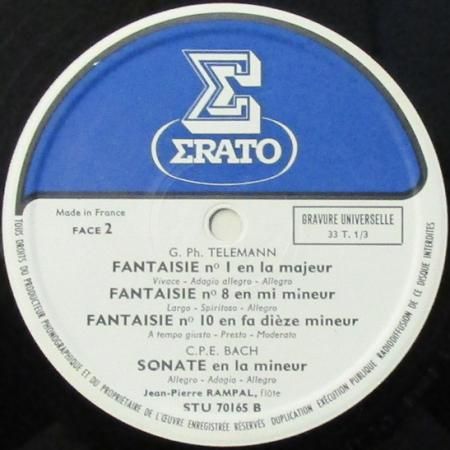 Σ
ΣRATO
Made in France
FACE 2
GRAVURE UNIVERSELLE
33 T. 1/3
G. Ph. TELEMANN
FANTAISIE nº 1 en la majeur
Vivace - Adagio allegro - Allegro
FANTAISIE nº 8 en mi mineur
Largo - Spiritoso - Allegro
FANTAISIE nº 10 en fa dièze mineur
A tempo giusto - Presto - Moderato
C.P.E. BACH
SONATE en la mineur
Allegro - Adagio - Allegro
Jean-Pierre RAMPAL, flûte
STU 70165 B
TOUS DROITS DU PRODUCTEUR PHONOGRAPHIQUE ET DU PROPRIÉTAIRE DE L'ŒUVRE ENREGISTRÉE RÉSERVÉS DUPLICATION EXÉCUTION PUBLIQUE RADIODIFFUSION DE CE DISQUE INTERDITES